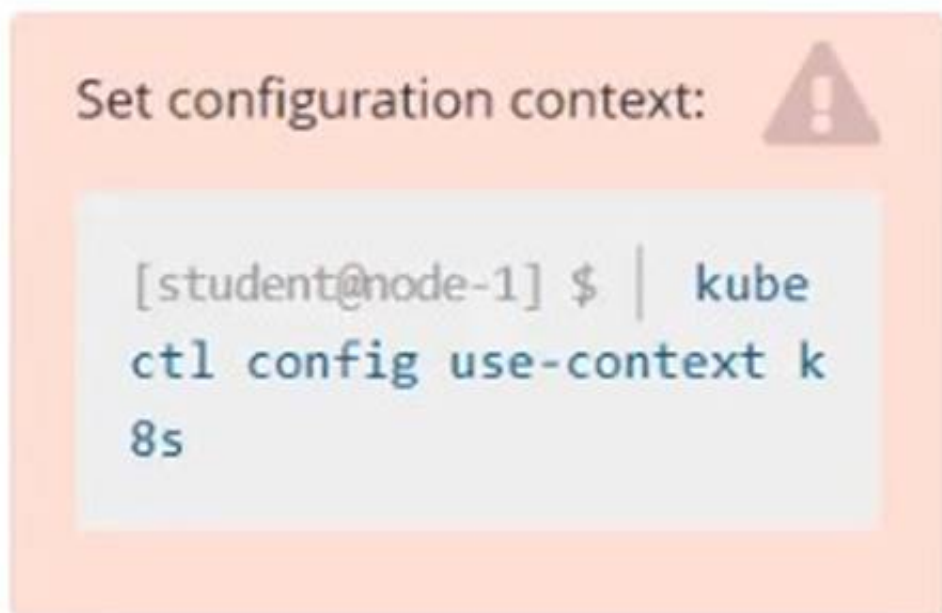 Set configuration context:
[student@node-1] $ | kube
ctl config use-context k
8s